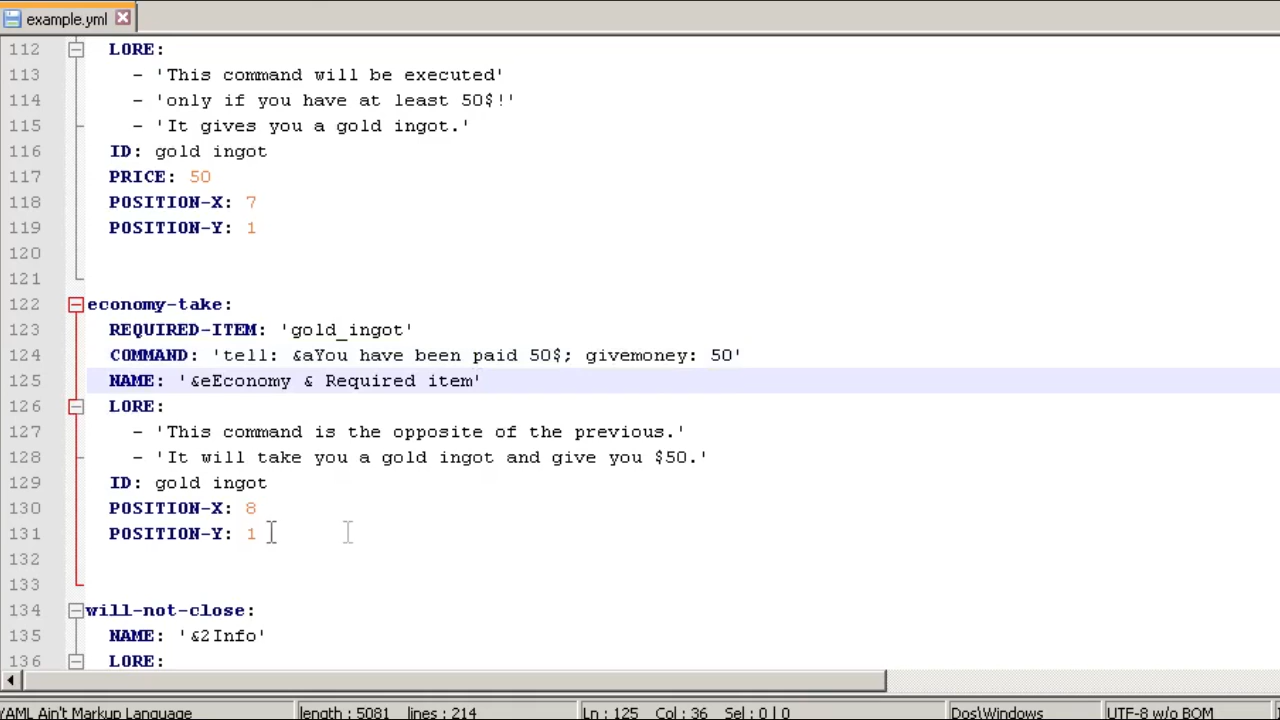 example.yml
112 LORE:
113 - 'This command will be executed'
114 - 'only if you have at least 50$!'
115 - 'It gives you a gold ingot.'
116 ID: gold ingot
117 PRICE: 50
118 POSITION-X: 7
119 POSITION-Y: 1
120
121
122 economy-take:
123 REQUIRED-ITEM: 'gold_ingot'
124 COMMAND: 'tell: &aYou have been paid 50$; givemoney: 50'
125 NAME: '&eEconomy & Required item'
126 LORE:
127 - 'This command is the opposite of the previous.'
128 - 'It will take you a gold ingot and give you $50.'
129 ID: gold ingot
130 POSITION-X: 8
131 POSITION-Y: 1
132
133
134 will-not-close:
135 NAME: '&2Info'
136 LORE:
YAML Ain't Markup Language length : 5081 lines : 214 Ln : 125 Col : 36 Sel : 0 | 0 Dos\Windows UTF-8 w/o BOM